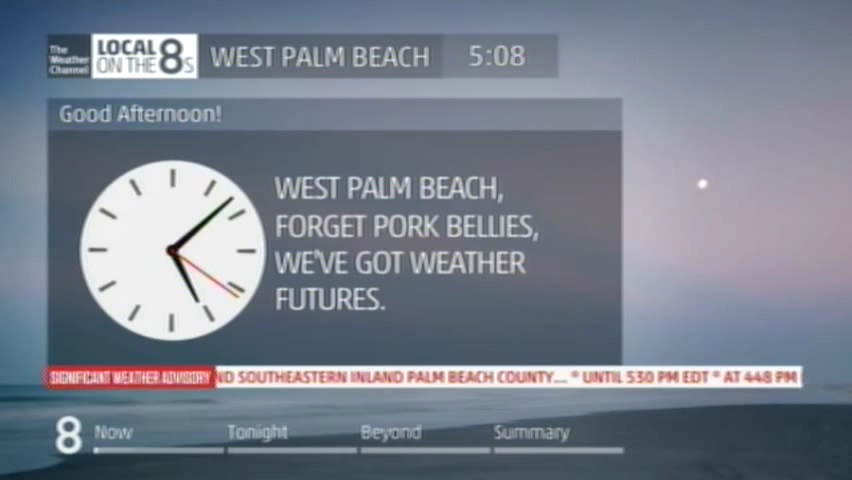 The Weather Channel
LOCAL ON THE 8s
WEST PALM BEACH
5:08
Good Afternoon!
WEST PALM BEACH,
FORGET PORK BELLIES,
WE'VE GOT WEATHER
FUTURES.
SIGNIFICANT WEATHER ADVISORY ND SOUTHEASTERN INLAND PALM BEACH COUNTY... * UNTIL 530 PM EDT * AT 448 PM
8 Now Tonight Beyond Summary